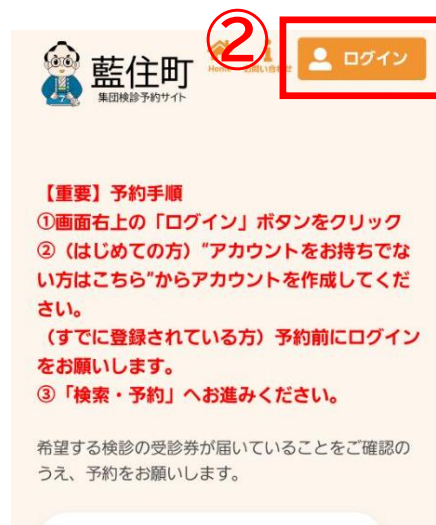 ②
藍住町
集団検診予約サイト
Home
ログイン
【重要】予約手順
①画面右上の「ログイン」ボタンをクリック
②（はじめての方）“アカウントをお持ちでな
い方はこちら”からアカウントを作成してくだ
さい。
（すでに登録されている方）予約前にログイン
をお願いします。
③「検索・予約」へお進みください。
希望する検診の受診券が届いていることをご確認の
うえ、予約をお願いします。